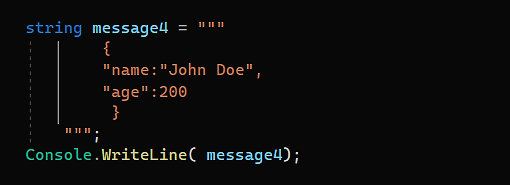 string message4 = """
{
"name:"John Doe",
"age":200
}
""";
Console.WriteLine( message4);